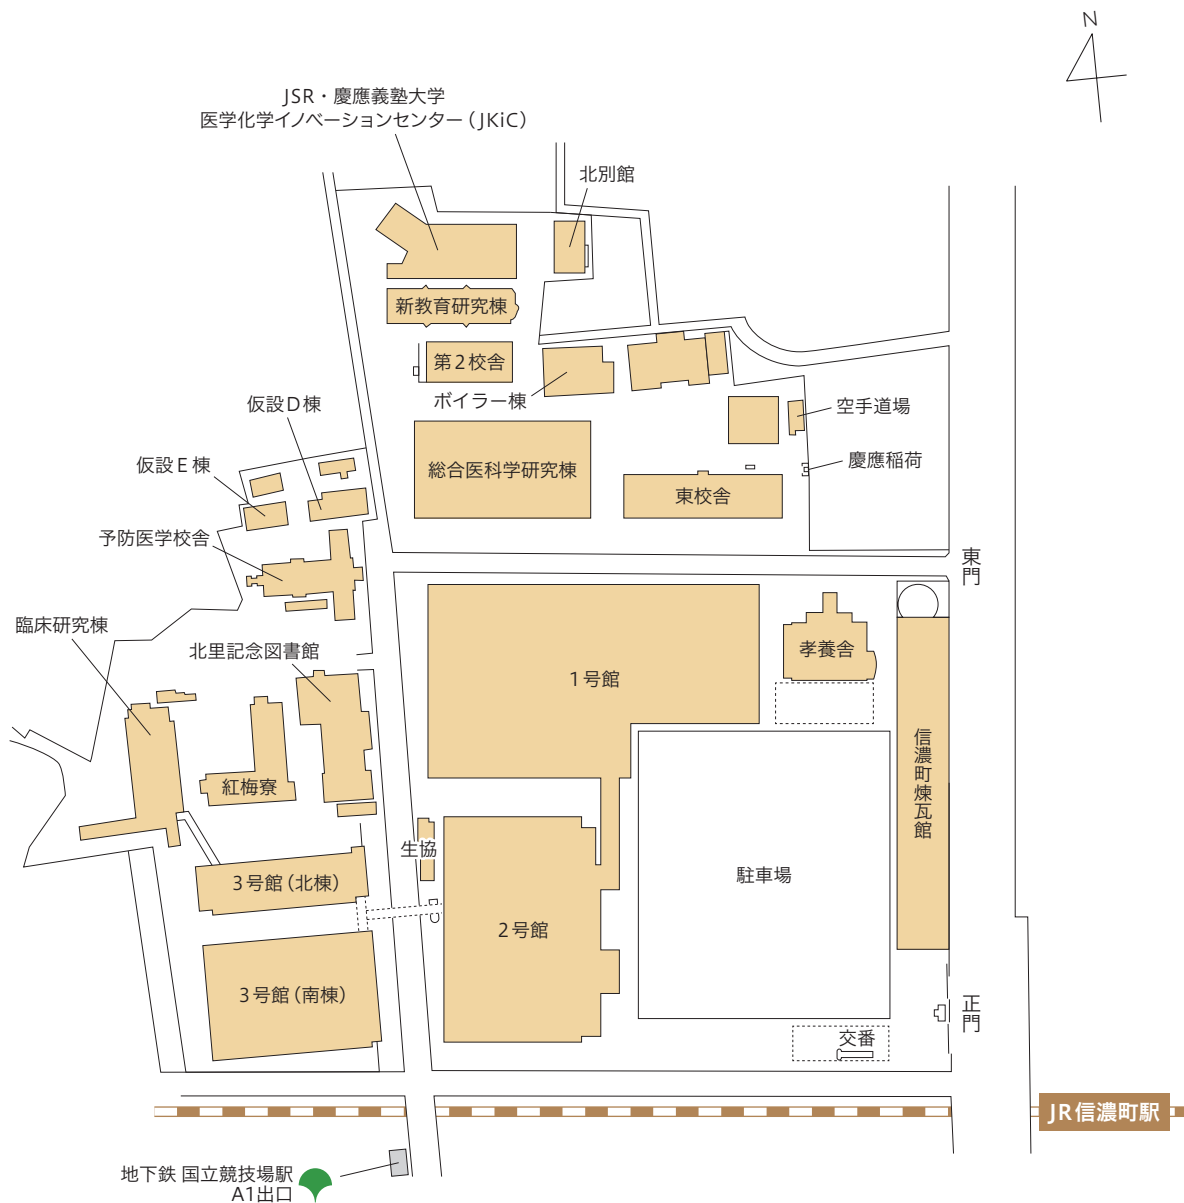 N
JSR・慶應義塾大学
医学化学イノベーションセンター（JKiC）
北別館
新教育研究棟
第2校舎
ボイラー棟
仮設D棟
空手道場
仮設E棟
総合医科学研究棟
慶應稲荷
東校舎
予防医学校舎
東門
臨床研究棟
北里記念図書館
孝養舎
1号館
信濃町煉瓦館
紅梅寮
生協
駐車場
3号館（北棟）
2号館
3号館（南棟）
正門
交番
JR信濃町駅
地下鉄 国立競技場駅
A1出口